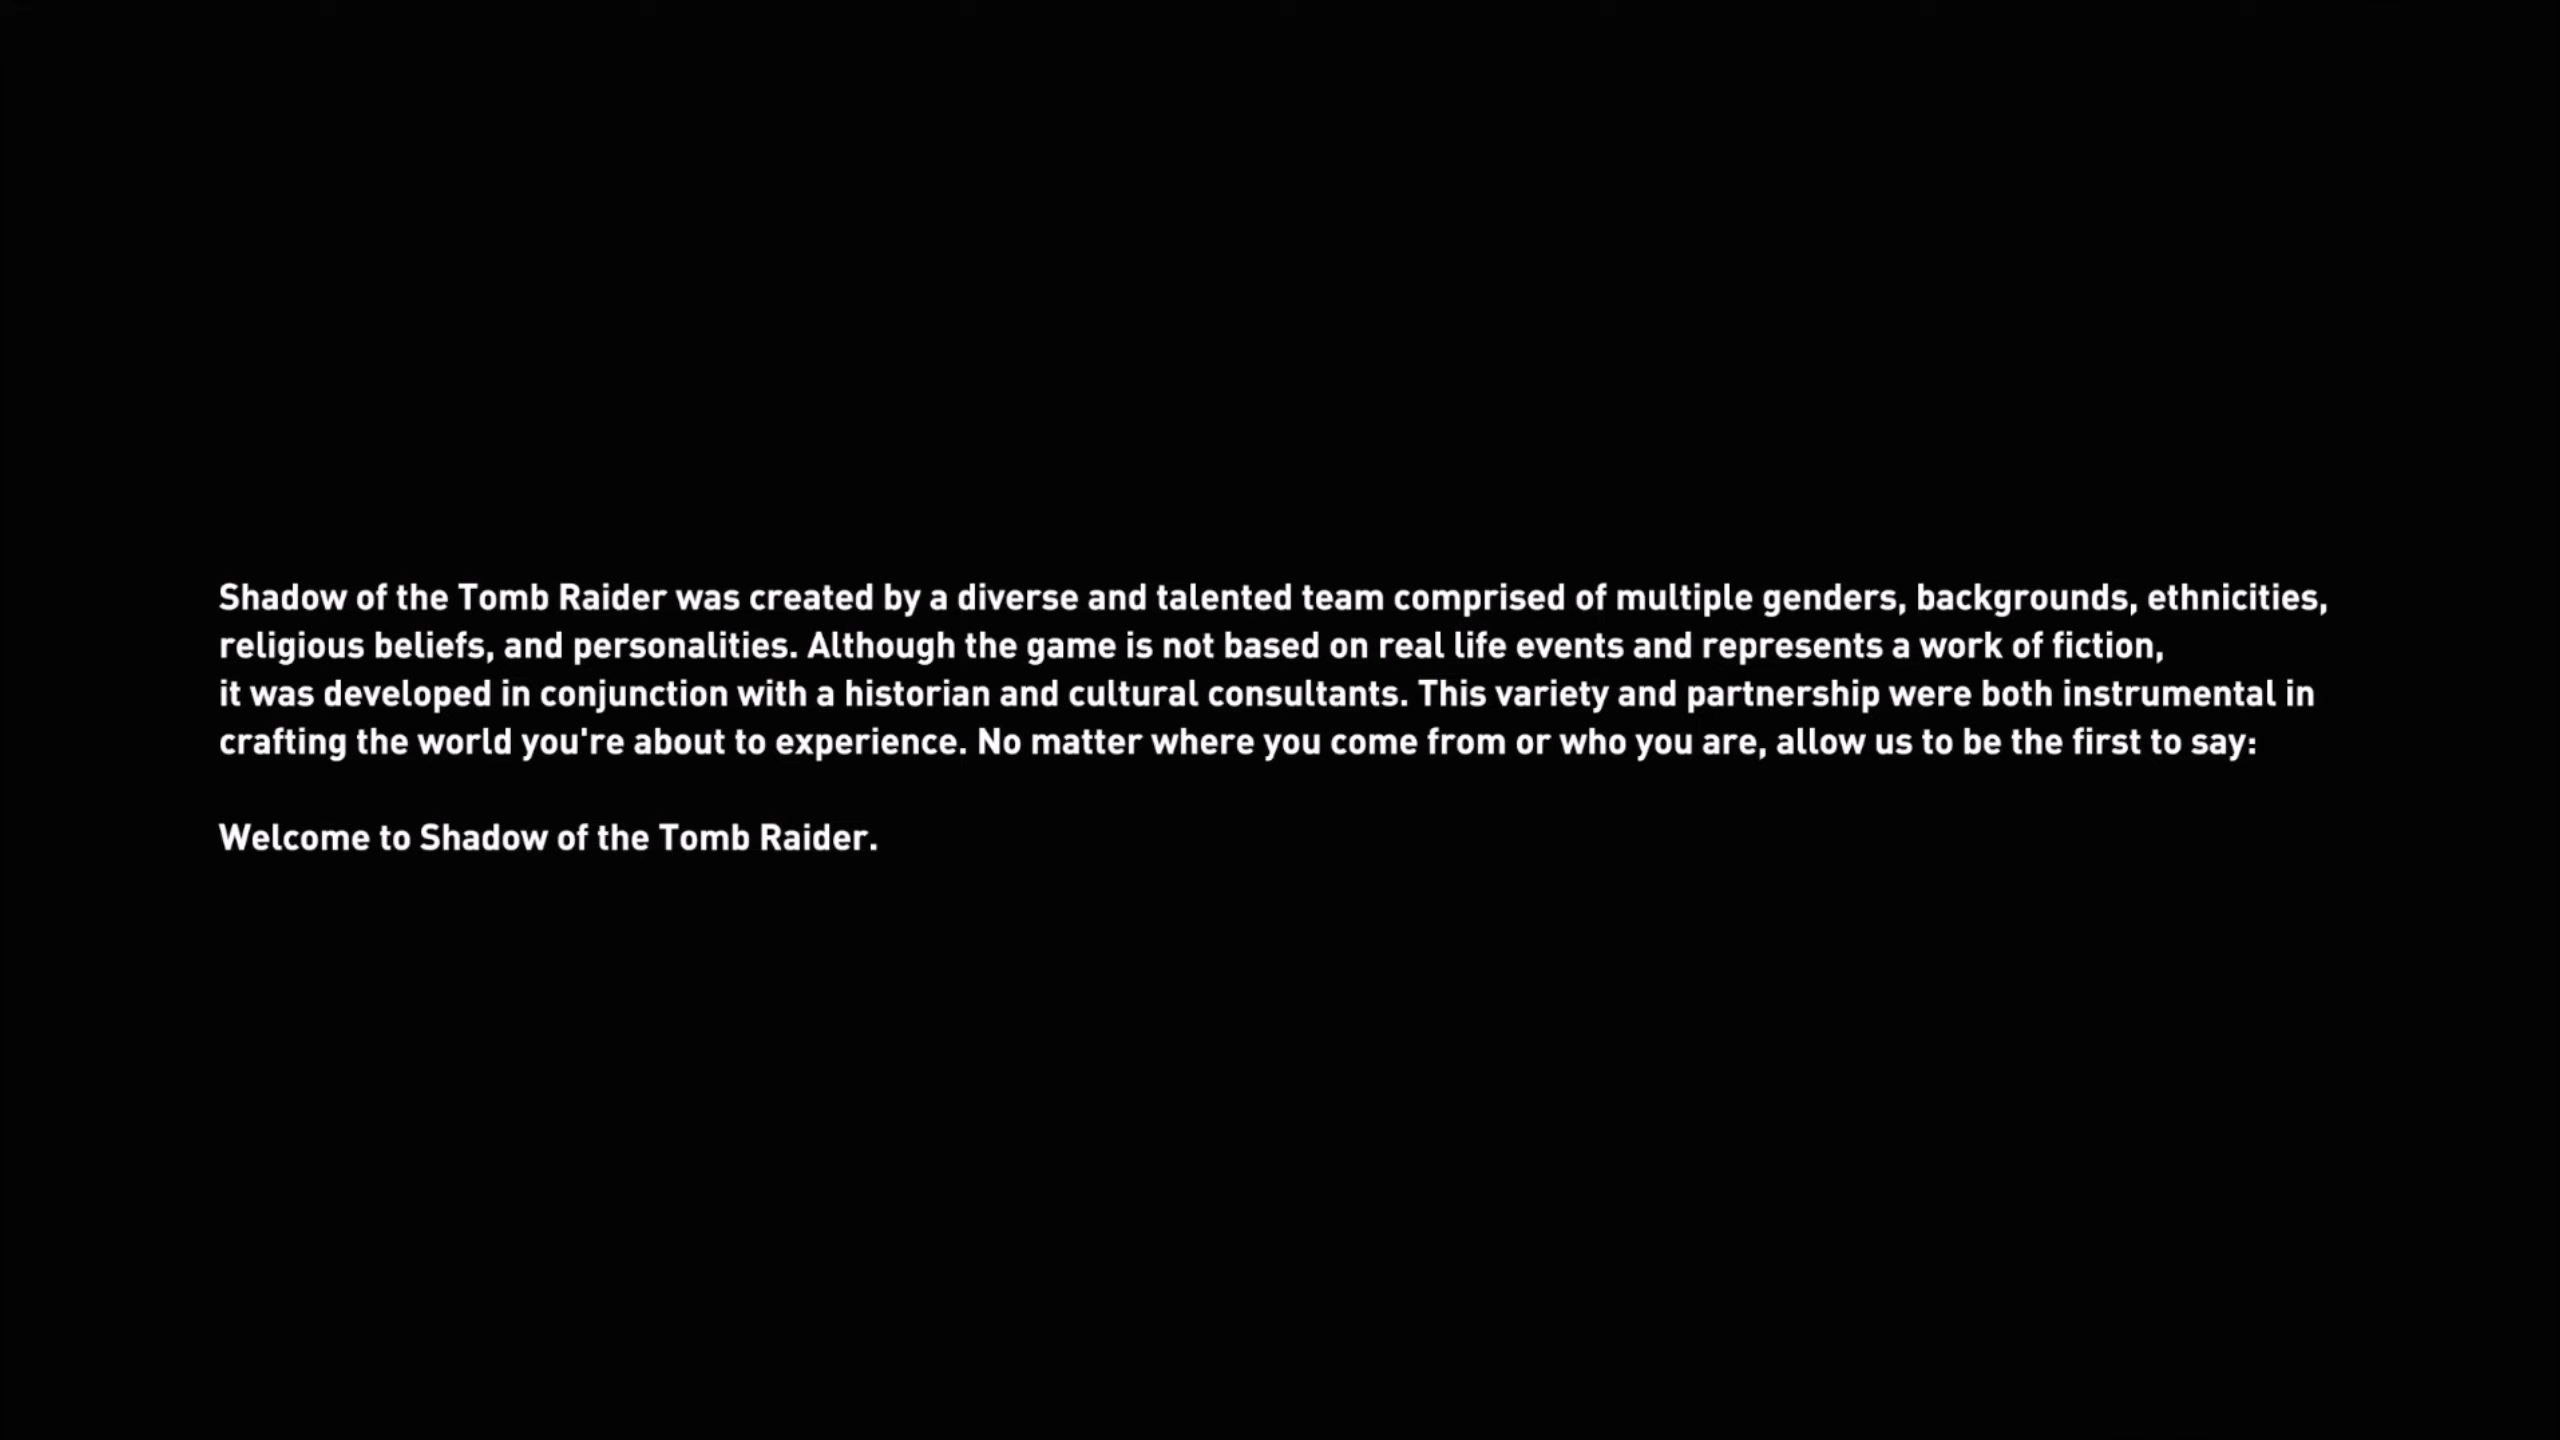 Shadow of the Tomb Raider was created by a diverse and talented team comprised of multiple genders, backgrounds, ethnicities,
religious beliefs, and personalities. Although the game is not based on real life events and represents a work of fiction,
it was developed in conjunction with a historian and cultural consultants. This variety and partnership were both instrumental in
crafting the world you're about to experience. No matter where you come from or who you are, allow us to be the first to say:
Welcome to Shadow of the Tomb Raider.